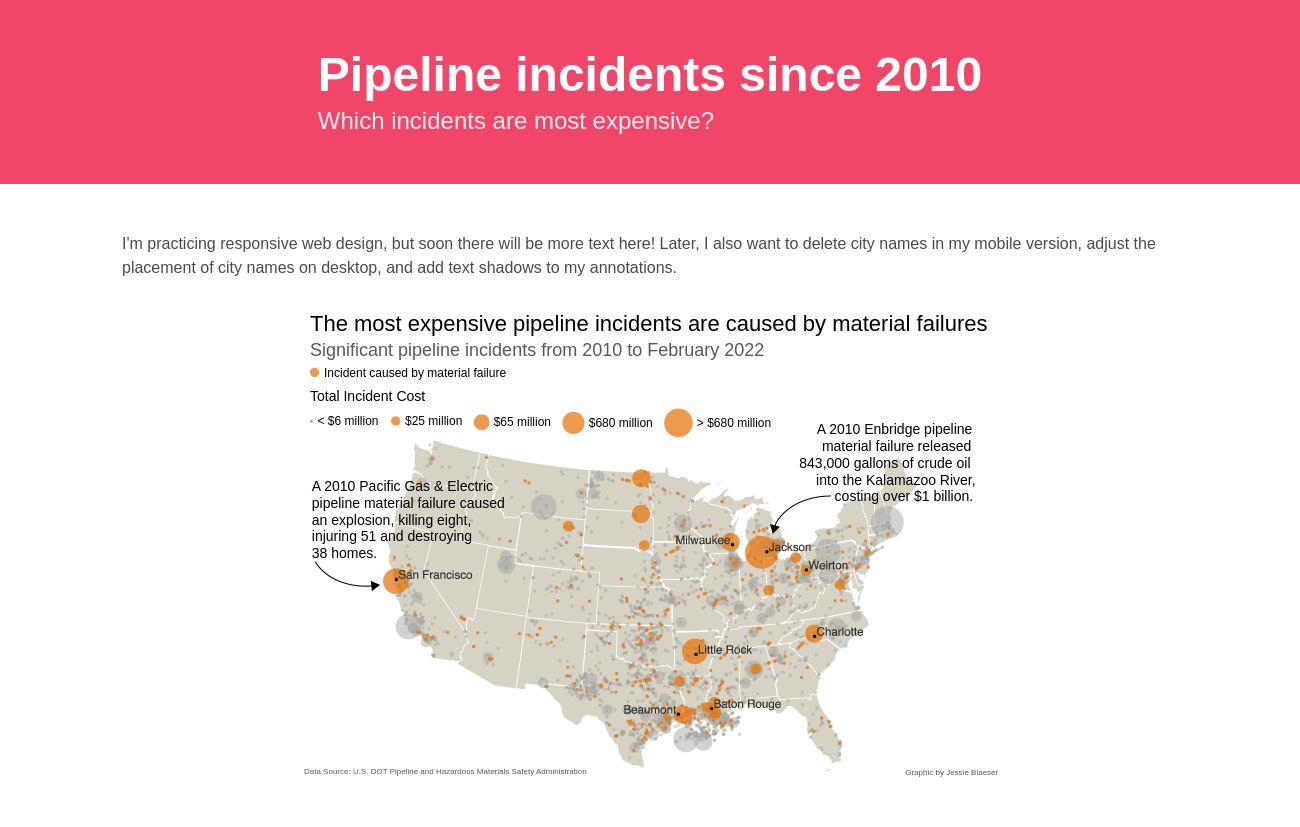 Pipeline incidents since 2010
Which incidents are most expensive?
I'm practicing responsive web design, but soon there will be more text here! Later, I also want to delete city names in my mobile version, adjust the
placement of city names on desktop, and add text shadows to my annotations.
The most expensive pipeline incidents are caused by material failures
Significant pipeline incidents from 2010 to February 2022
Incident caused by material failure
Total Incident Cost
< $6 million
$25 million
$65 million
$680 million
> $680 million
A 2010 Enbridge pipeline
material failure released
843,000 gallons of crude oil
into the Kalamazoo River,
costing over $1 billion.
A 2010 Pacific Gas & Electric
pipeline material failure caused
an explosion, killing eight,
injuring 51 and destroying
38 homes.
Milwaukee
Jackson
Weirton
San Francisco
Charlotte
Little Rock
Baton Rouge
Beaumont
Data Source: U.S. DOT Pipeline and Hazardous Materials Safety Administration
Graphic by Jessie Blaeser